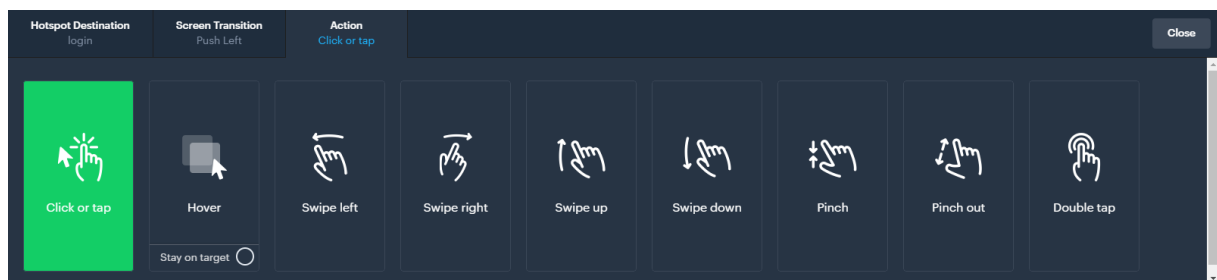 Hotspot Destination
login
Screen Transition
Push Left
Action
Click or tap
Close
Click or tap
Hover
Stay on target
Swipe left
Swipe right
Swipe up
Swipe down
Pinch
Pinch out
Double tap